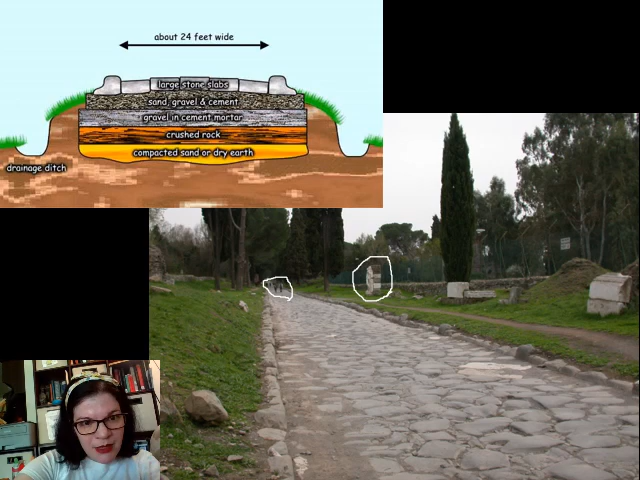 about 24 feet wide
large stone slabs
sand, gravel & cement
gravel in cement mortar
crushed rock
compacted sand or dry earth
drainage ditch